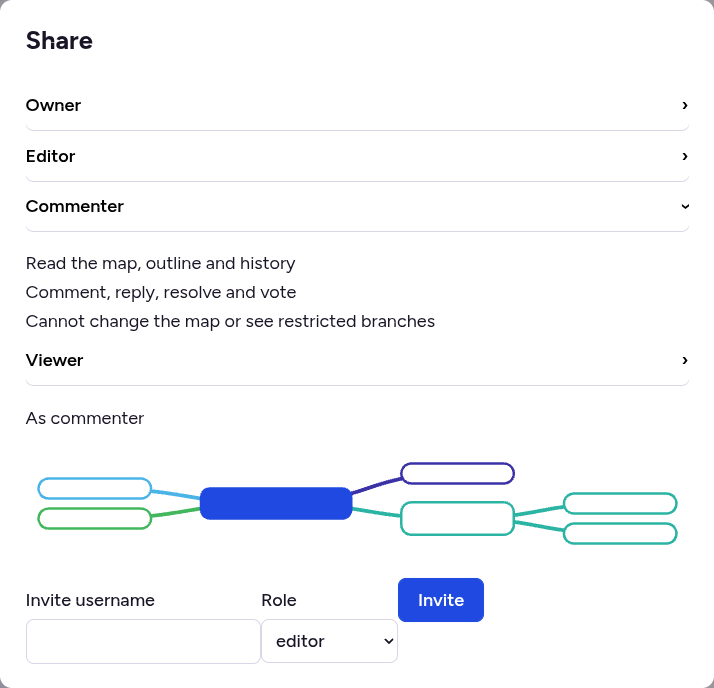 Share
Owner
Editor
Commenter
Read the map, outline and history
Comment, reply, resolve and vote
Cannot change the map or see restricted branches
Viewer
As commenter
Invite username
Role
Invite
editor